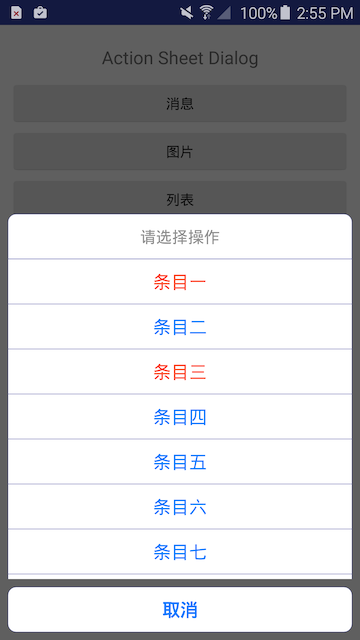 100% 2:55 PM
Action Sheet Dialog
消息
图片
列表
请选择操作
条目一
条目二
条目三
条目四
条目五
条目六
条目七
取消